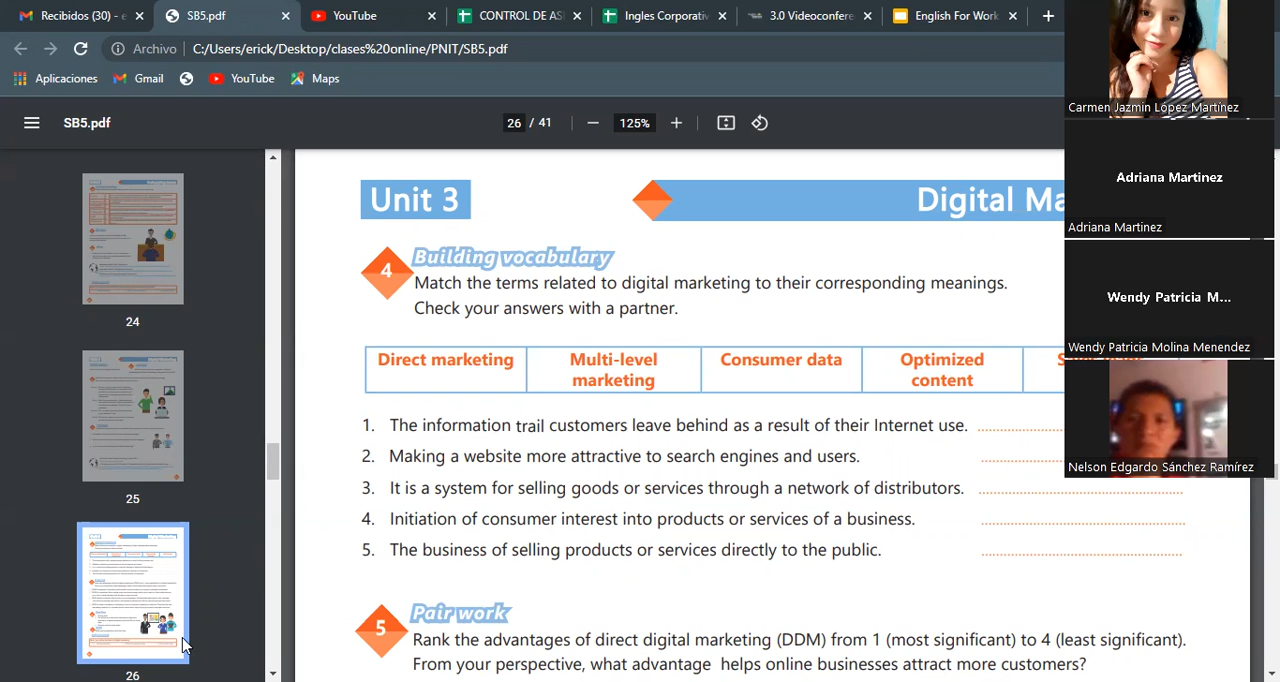 Recibidos (30) - e
SB5.pdf
YouTube
CONTROL DE AS
Ingles Corporativ
3.0 Videoconfere
English For Work
Archivo
C:/Users/erick/Desktop/clases%20online/PNIT/SB5.pdf
Aplicaciones
Gmail
YouTube
Maps
SB5.pdf
26 / 41
125%
24
25
26
Unit 3
Digital Ma
4
Building vocabulary
Match the terms related to digital marketing to their corresponding meanings.
Check your answers with a partner.
Direct marketing
Multi-level
marketing
Consumer data
Optimized
content
1. The information trail customers leave behind as a result of their Internet use.
2. Making a website more attractive to search engines and users.
3. It is a system for selling goods or services through a network of distributors.
4. Initiation of consumer interest into products or services of a business.
5. The business of selling products or services directly to the public.
5
Pair work
Rank the advantages of direct digital marketing (DDM) from 1 (most significant) to 4 (least significant).
From your perspective, what advantage helps online businesses attract more customers?
Carmen Jazmin López Martínez
Adriana Martinez
Adriana Martinez
Wendy Patricia M...
Wendy Patricia Molina Menendez
Nelson Edgardo Sánchez Ramírez